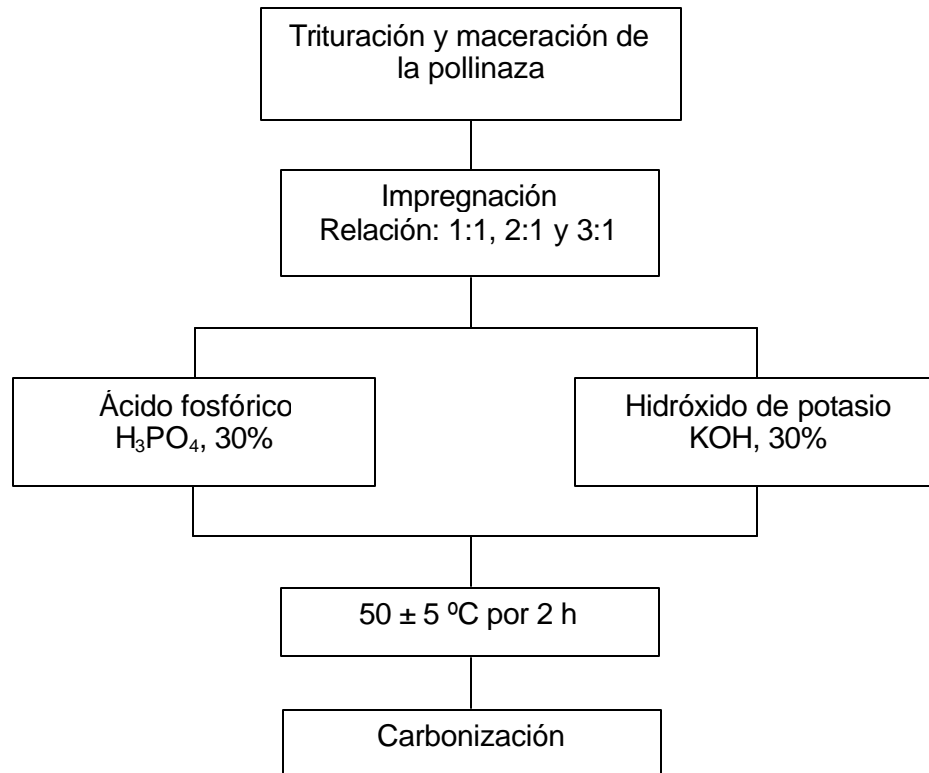 Trituración y maceración de
la pollinaza
Impregnación
Relación: 1:1, 2:1 y 3:1
Ácido fosfórico
H₃PO₄, 30%
Hidróxido de potasio
KOH, 30%
50 ± 5 ºC por 2 h
Carbonización